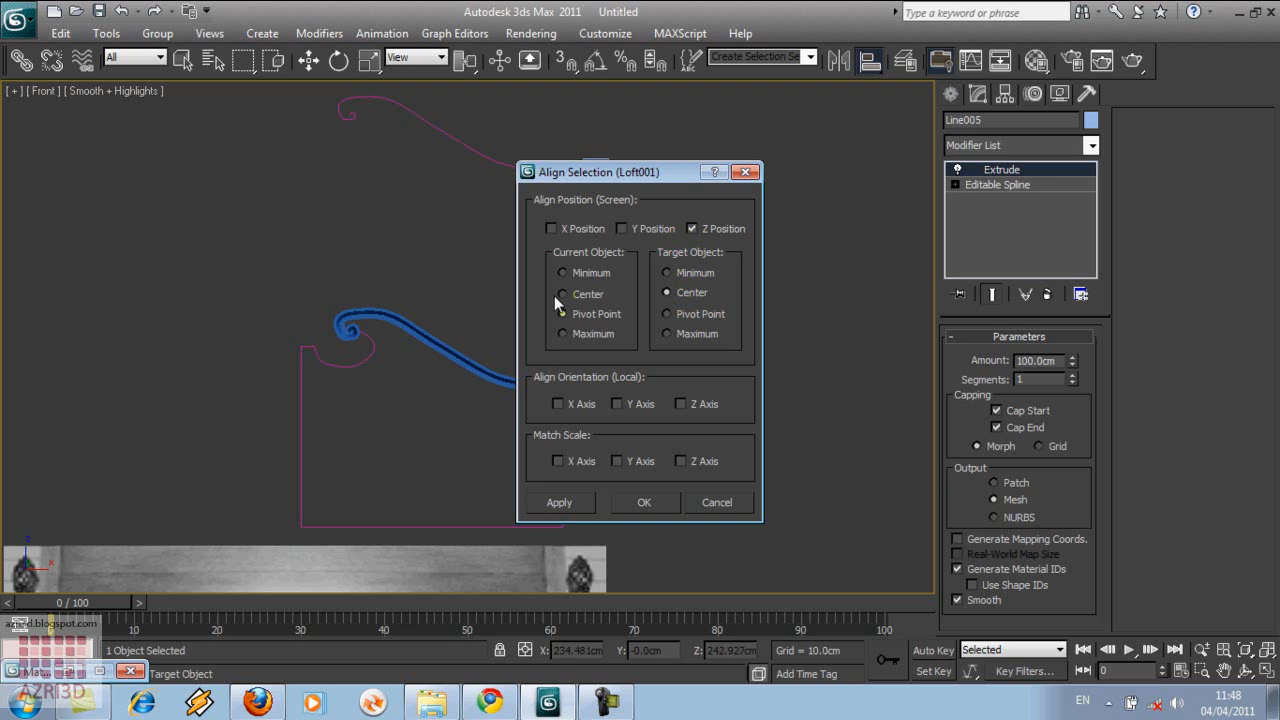 Autodesk 3ds Max 2011 Untitled
Type a keyword or phrase
Edit Tools Group Views Create Modifiers Animation Graph Editors Rendering Customize MAXScript Help
All View Create Selection Se
[ + ] [ Front ] [ Smooth + Highlights ]
Line005
Modifier List
Extrude
Editable Spline
Align Selection (Loft001)
Align Position (Screen):
X Position Y Position Z Position
Current Object: Target Object:
Minimum Minimum
Center Center
Pivot Point Pivot Point
Maximum Maximum
Align Orientation (Local):
X Axis Y Axis Z Axis
Match Scale:
X Axis Y Axis Z Axis
Apply OK Cancel
Parameters
Amount: 100.0cm
Segments: 1
Capping
Cap Start
Cap End
Morph Grid
Output
Patch
Mesh
NURBS
Generate Mapping Coords.
Real-World Map Size
Generate Material IDs
Use Shape IDs
Smooth
z
x
0 / 100
10 20 30 40 50 60 70 80 90 100
1 Object Selected X: 234.481cm Y: -0.0cm Z: 242.927cm Grid = 10.0cm Auto Key Selected
Target Object Add Time Tag Set Key Key Filters... 0
AZRI3D
EN 11:48
04/04/2011